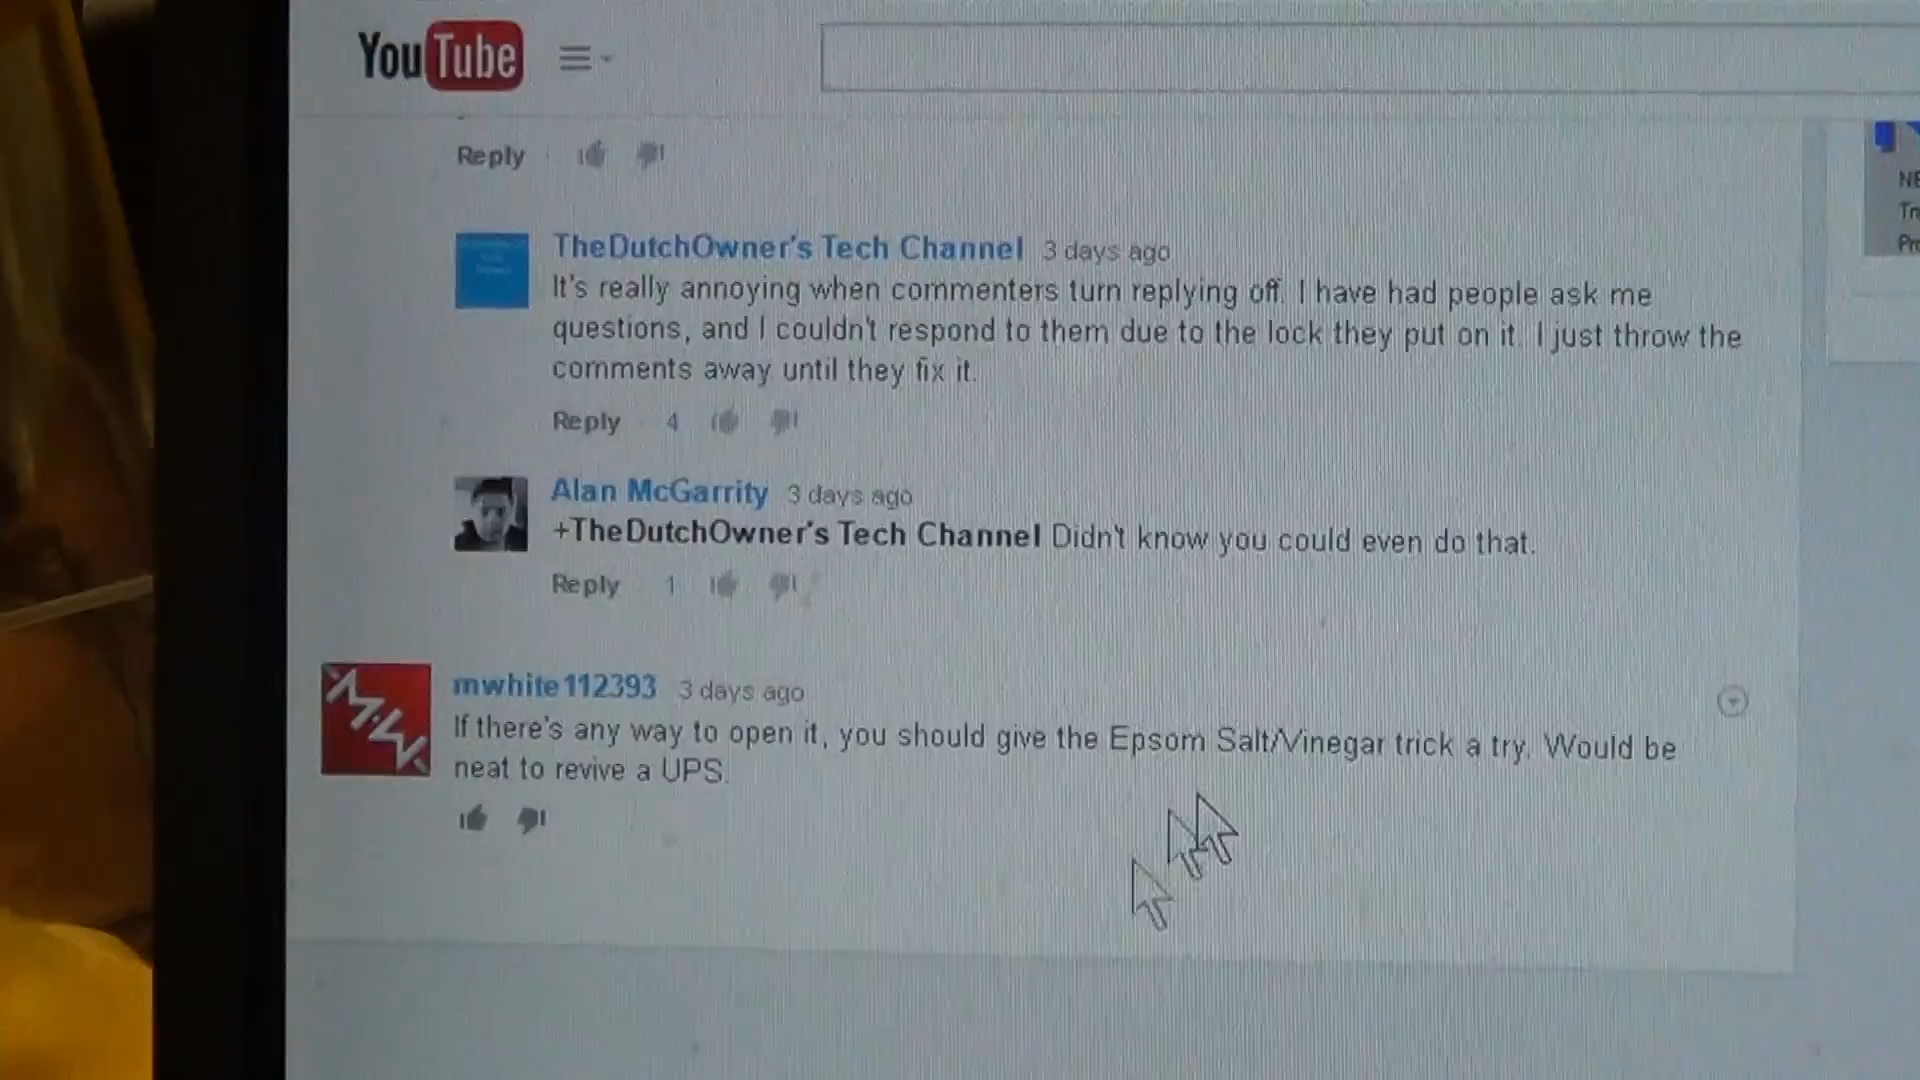 YouTube
Reply
TheDutchOwner's Tech Channel 3 days ago
It's really annoying when commenters turn replying off. I have had people ask me
questions, and I couldn't respond to them due to the lock they put on it. I just throw the
comments away until they fix it.
Reply 4
Alan McGarrity 3 days ago
+TheDutchOwner's Tech Channel Didn't know you could even do that.
Reply 1
mwhite112393 3 days ago
If there's any way to open it, you should give the Epsom Salt/Vinegar trick a try. Would be
neat to revive a UPS.
M.W.
NE
Tr
Pr